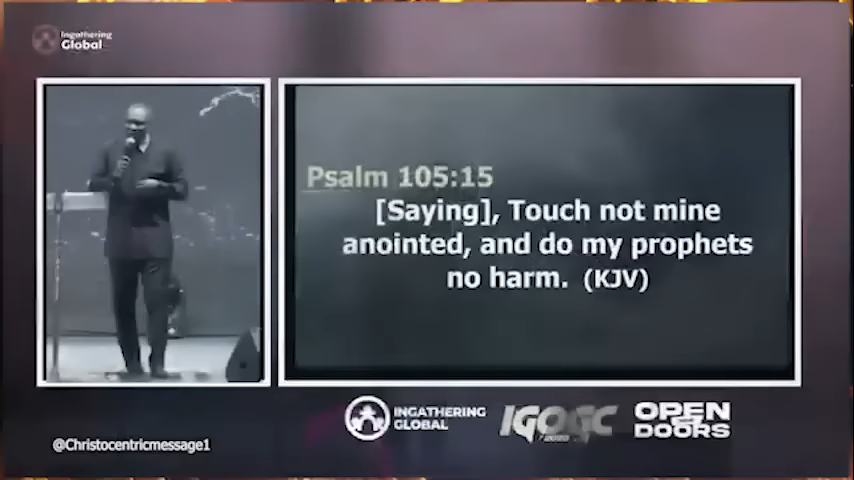 Ingathering
Global
Psalm 105:15
[Saying], Touch not mine
anointed, and do my prophets
no harm. (KJV)
INGATHERING
GLOBAL
IGOGC
OPEN
DOORS
@Christocentricmessage1